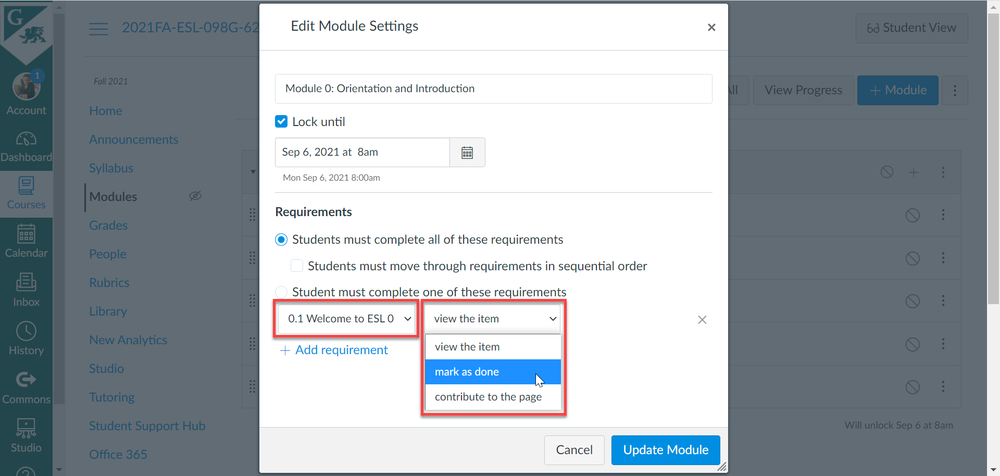 G
2021FA-ESL-098G-62
Edit Module Settings
Student View
1
Account
Fall 2021
Module 0: Orientation and Introduction
View Progress
+ Module
Home
Lock until
Announcements
Dashboard
Sep 6, 2021 at 8am
Syllabus
Mon Sep 6, 2021 8:00am
Courses
Modules
Requirements
Grades
Students must complete all of these requirements
Calendar
People
Students must move through requirements in sequential order
Rubrics
Student must complete one of these requirements
Inbox
Library
0.1 Welcome to ESL 0
view the item
History
New Analytics
+ Add requirement
view the item
Studio
mark as done
Commons
Tutoring
contribute to the page
Student Support Hub
Will unlock Sep 6 at 8am
Studio
Office 365
Cancel
Update Module